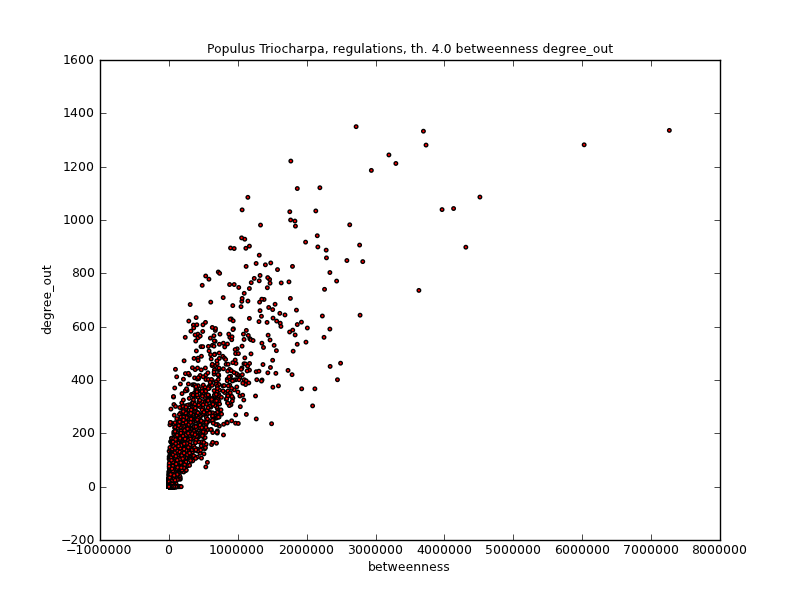 Populus Triocharpa, regulations, th. 4.0 betweenness degree_out
1600
1400
1200
1000
800
600
400
200
0
−200
degree_out
−1000000 0 1000000 2000000 3000000 4000000 5000000 6000000 7000000 8000000
betweenness